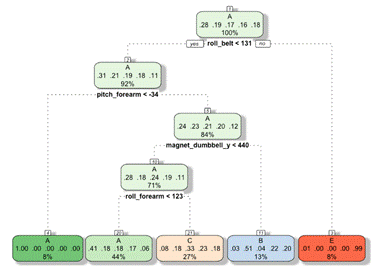 1
A
.28 .19 .17 .16 .18
100%
yes roll_belt < 131 no
2
A
.31 .21 .19 .18 .11
92%
pitch_forearm < -34
5
A
.24 .23 .21 .20 .12
84%
magnet_dumbbell_y < 440
10
A
.28 .18 .24 .19 .11
71%
roll_forearm < 123
4
A
1.00 .00 .00 .00 .00
8%
20
A
.41 .18 .18 .17 .06
44%
21
C
.08 .18 .33 .23 .18
27%
11
B
.03 .51 .04 .22 .20
13%
3
E
.01 .00 .00 .00 .99
8%